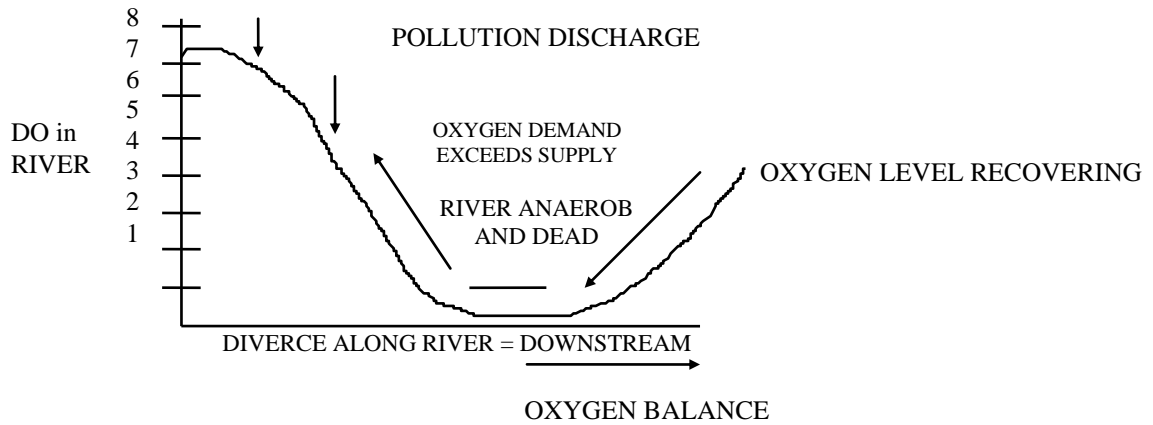 8
POLLUTION DISCHARGE
7
6
5
OXYGEN DEMAND
EXCEEDS SUPPLY
DO in
RIVER
4
3
OXYGEN LEVEL RECOVERING
2
RIVER ANAEROB
AND DEAD
1
DIVERCE ALONG RIVER = DOWNSTREAM
OXYGEN BALANCE